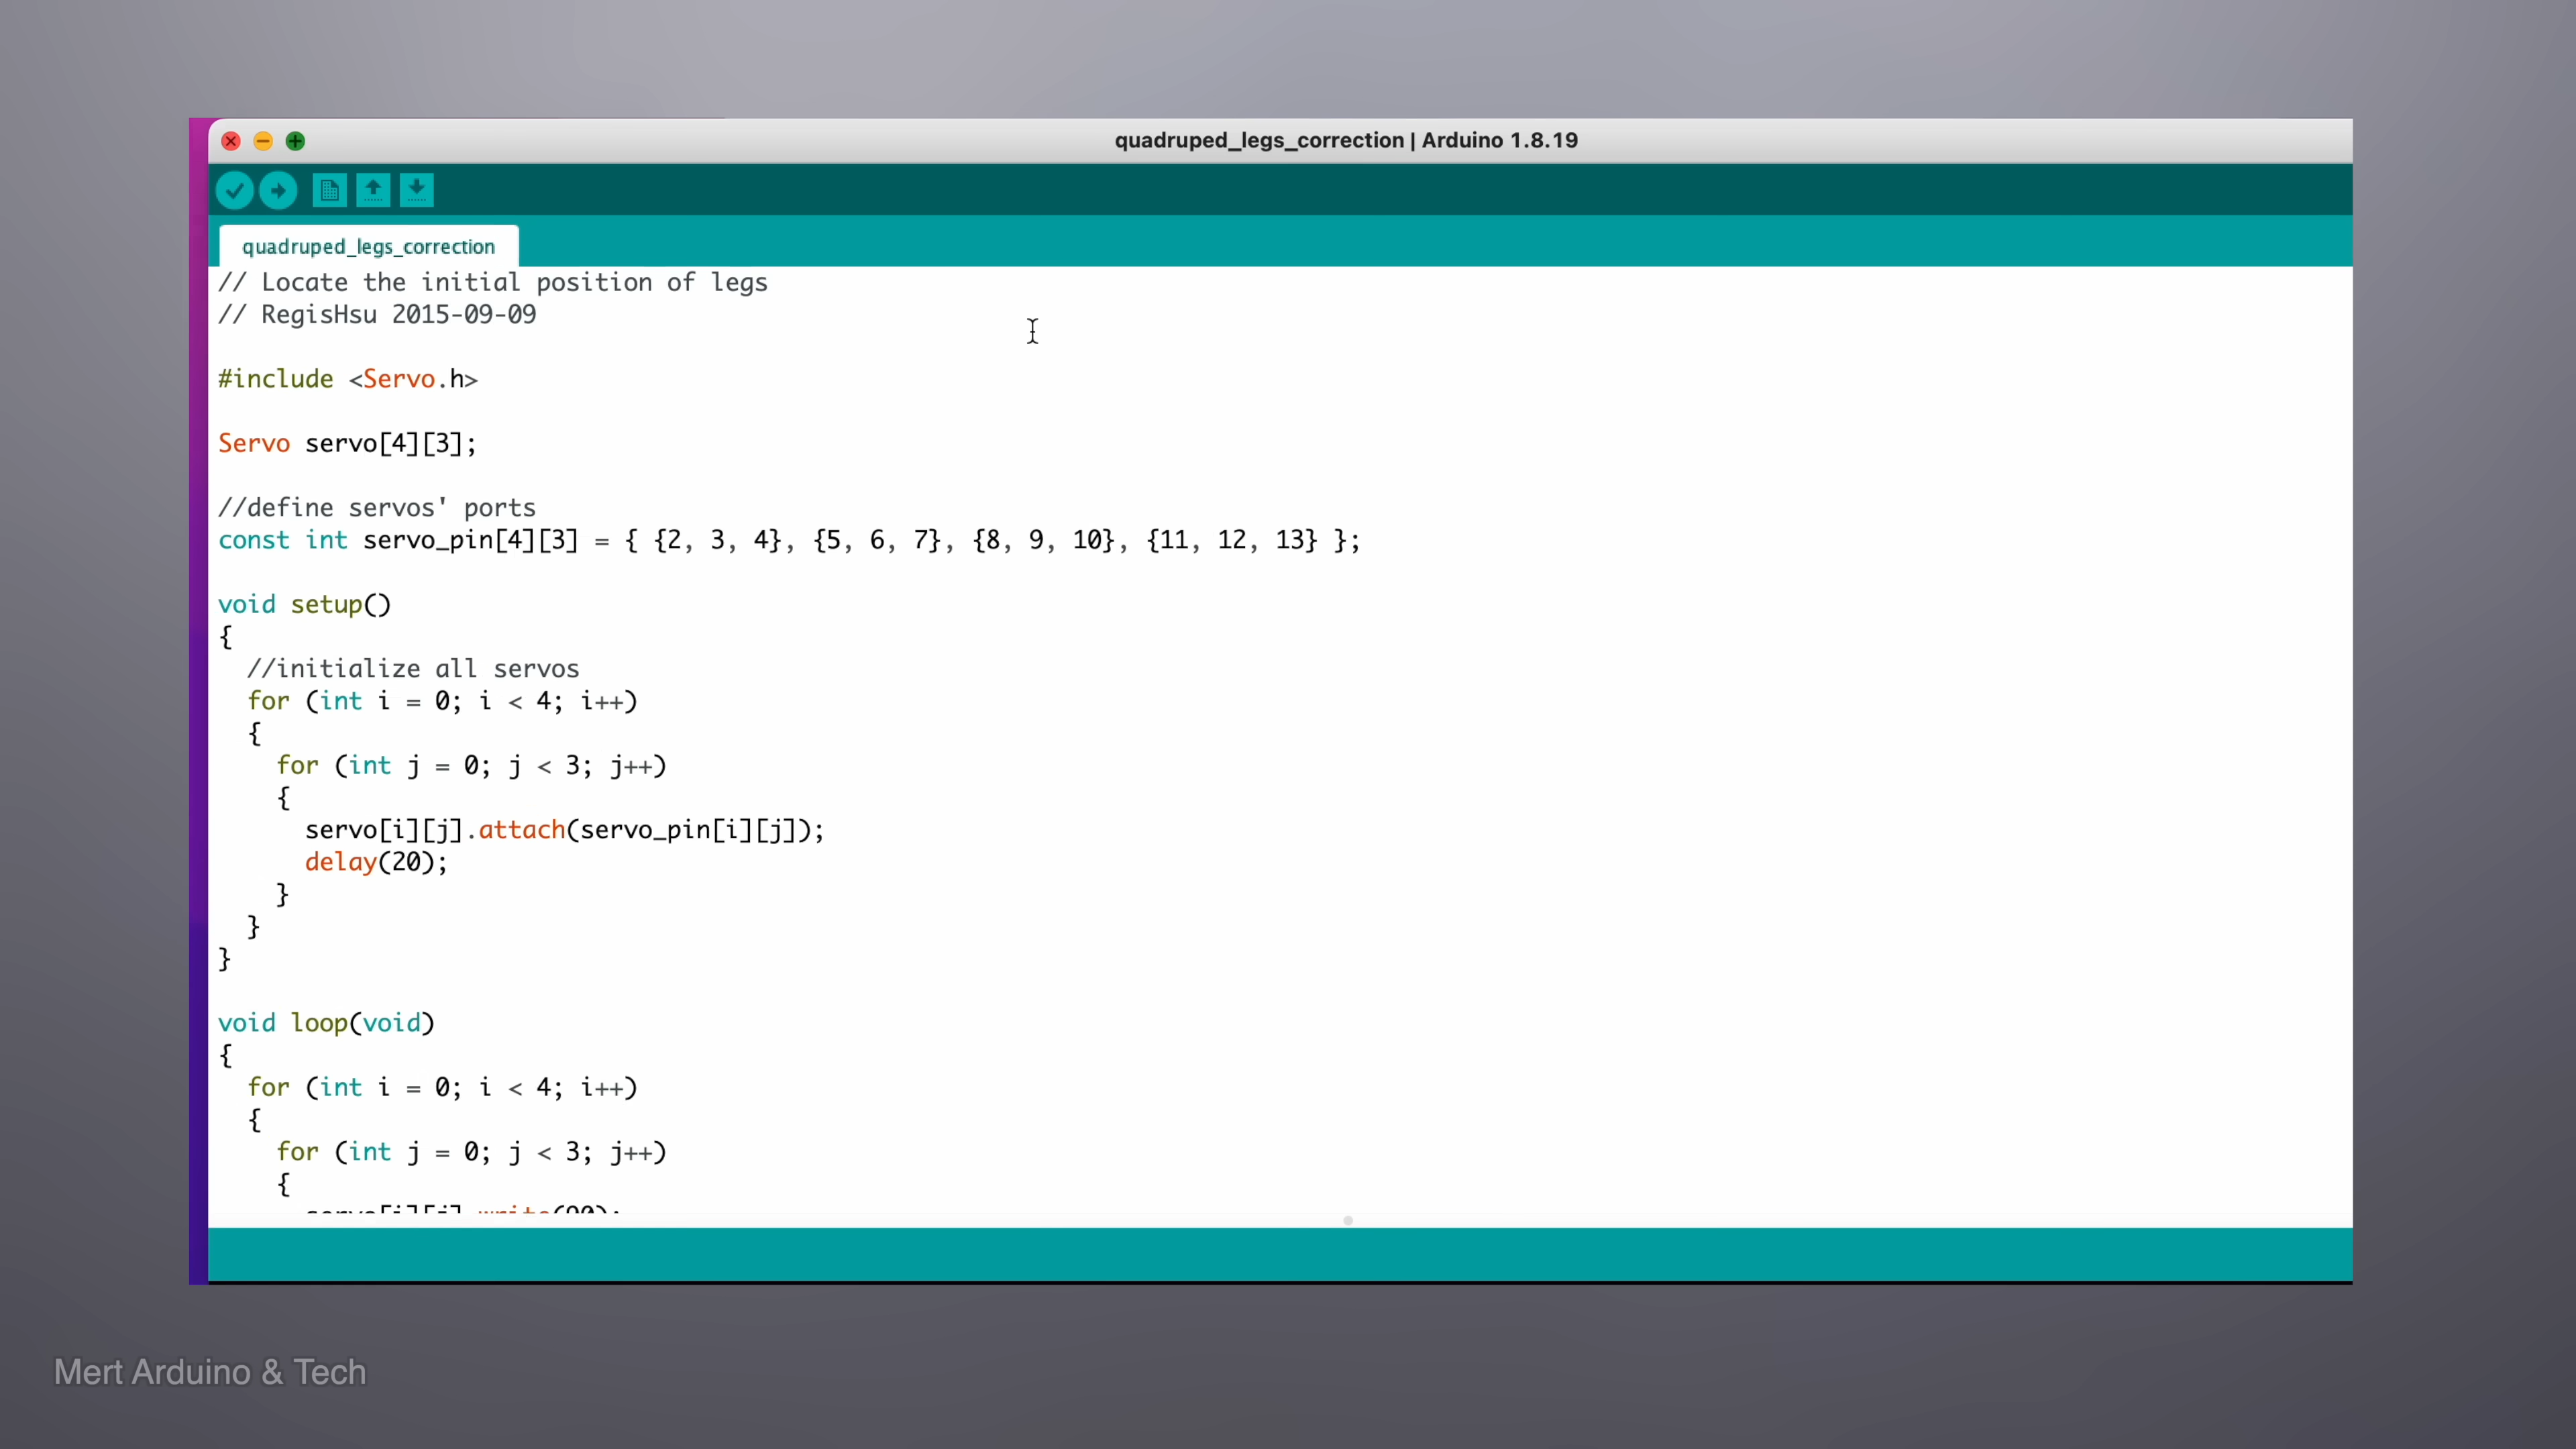 quadruped_legs_correction | Arduino 1.8.19
quadruped_legs_correction
// Locate the initial position of legs
// RegisHsu 2015-09-09
#include <Servo.h>
Servo servo[4][3];
//define servos' ports
const int servo_pin[4][3] = { {2, 3, 4}, {5, 6, 7}, {8, 9, 10}, {11, 12, 13} };
void setup()
{
  //initialize all servos
  for (int i = 0; i < 4; i++)
  {
    for (int j = 0; j < 3; j++)
    {
      servo[i][j].attach(servo_pin[i][j]);
      delay(20);
    }
  }
}
void loop(void)
{
  for (int i = 0; i < 4; i++)
  {
    for (int j = 0; j < 3; j++)
    {
      servo[i][j].write(90);
Mert Arduino & Tech